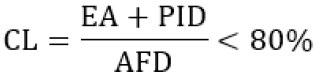 CL = (EA + PID) / AFD < 80%